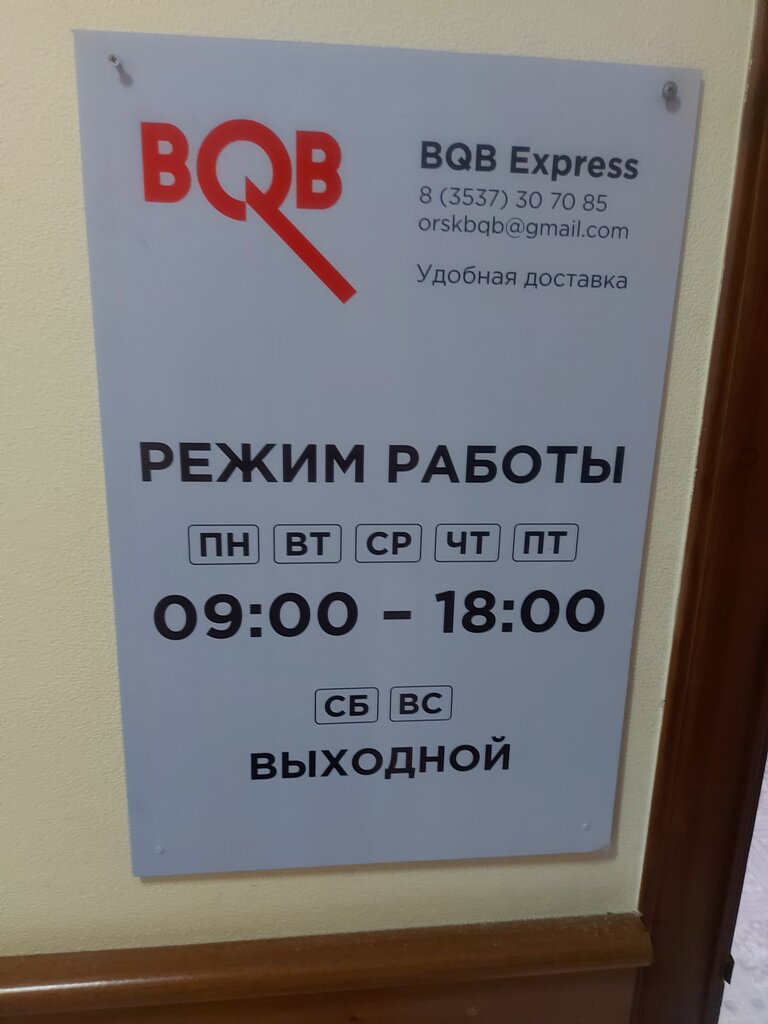 BQB
BQB Express
8 (3537) 30 70 85
orskbqb@gmail.com
Удобная доставка
РЕЖИМ РАБОТЫ
ПН ВТ СР ЧТ ПТ
09:00 – 18:00
СБ ВС
ВЫХОДНОЙ